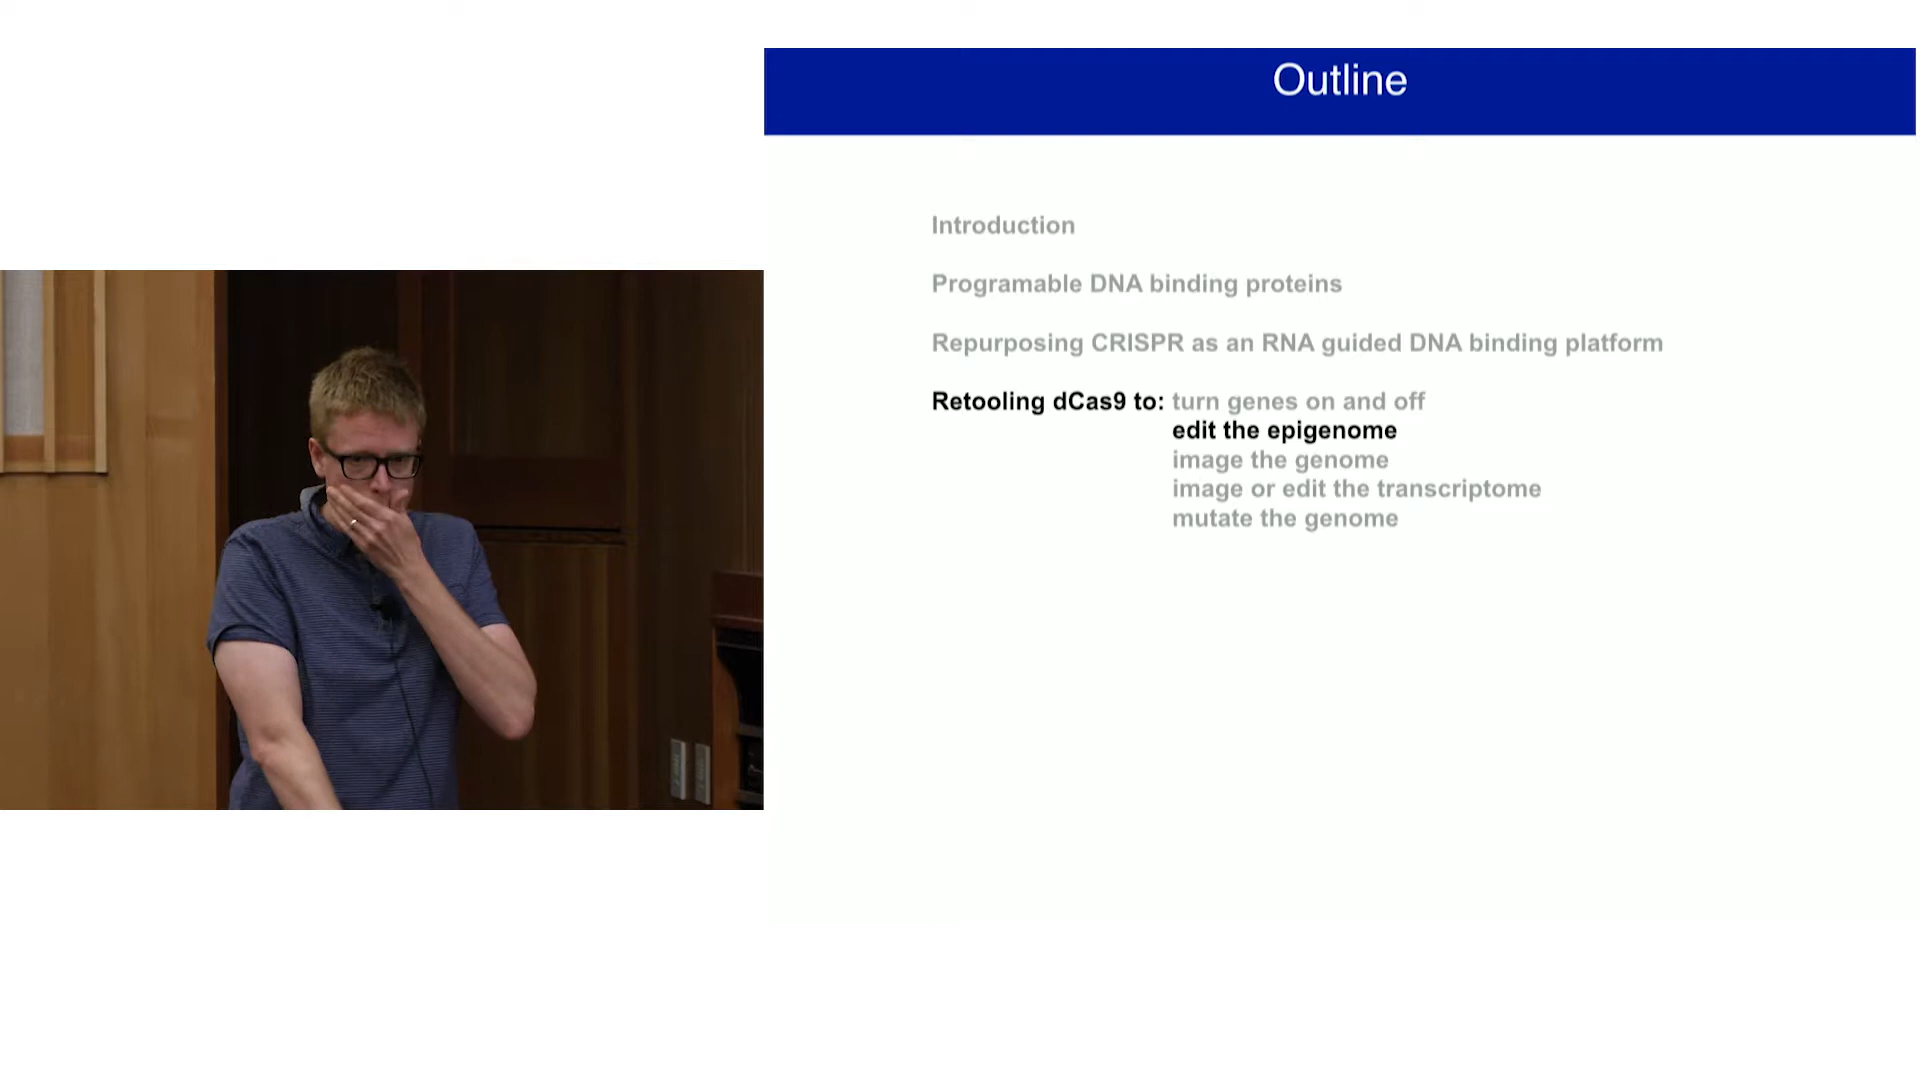 Outline
Introduction
Programable DNA binding proteins
Repurposing CRISPR as an RNA guided DNA binding platform
Retooling dCas9 to: turn genes on and off
edit the epigenome
image the genome
image or edit the transcriptome
mutate the genome